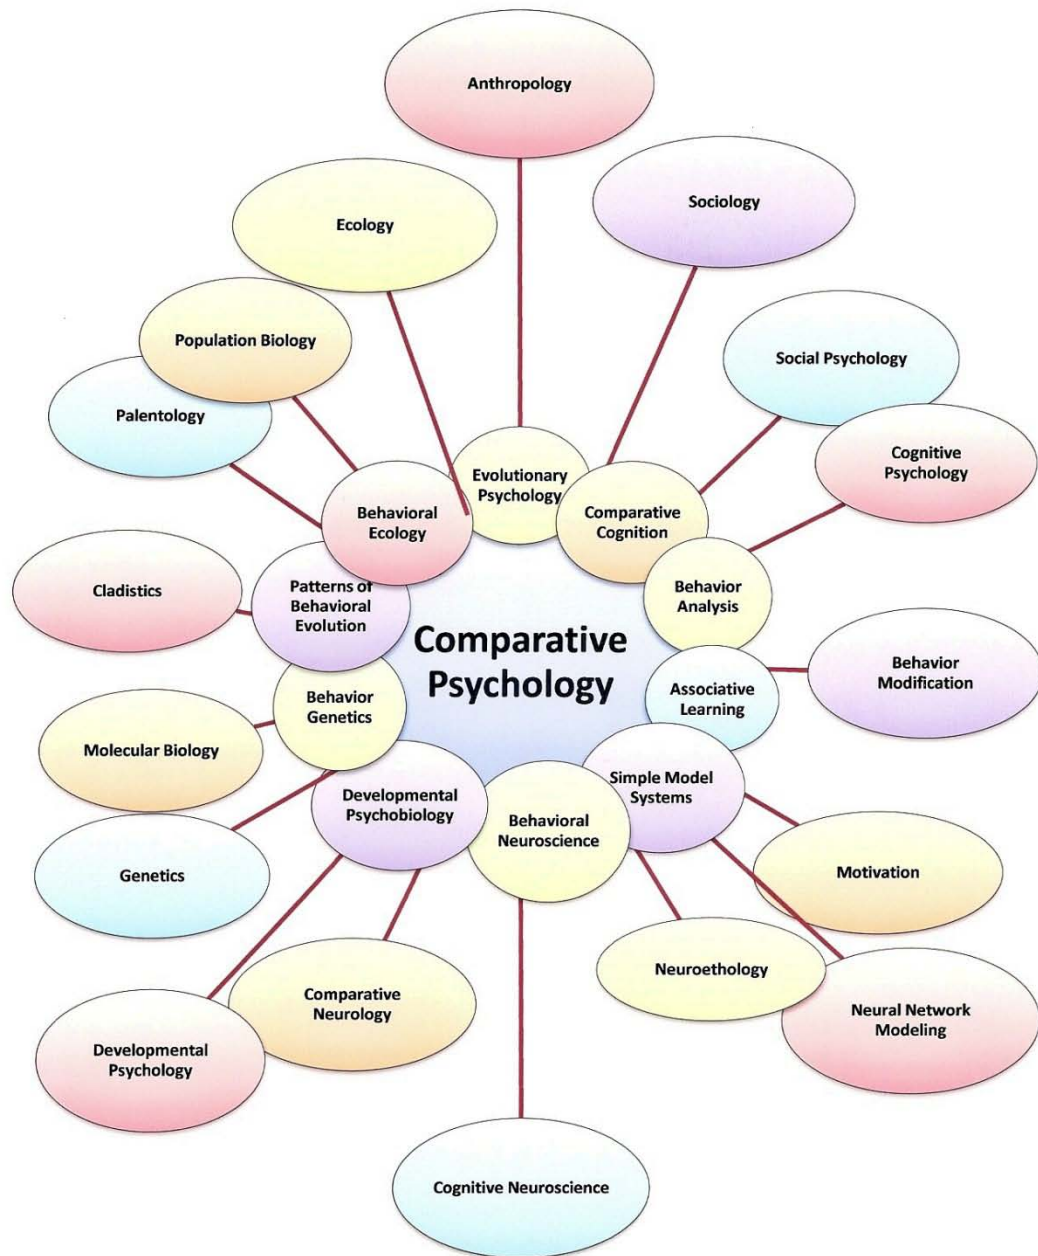 Anthropology
Sociology
Ecology
Population Biology
Social Psychology
Palentology
Cognitive
Psychology
Evolutionary
Psychology
Behavioral
Ecology
Comparative
Cognition
Cladistics
Patterns of
Behavioral
Evolution
Behavior
Analysis
Comparative
Psychology
Behavior
Modification
Associative
Learning
Behavior
Genetics
Molecular Biology
Simple Model
Systems
Developmental
Psychobiology
Behavioral
Neuroscience
Genetics
Motivation
Neuroethology
Comparative
Neurology
Neural Network
Modeling
Developmental
Psychology
Cognitive Neuroscience